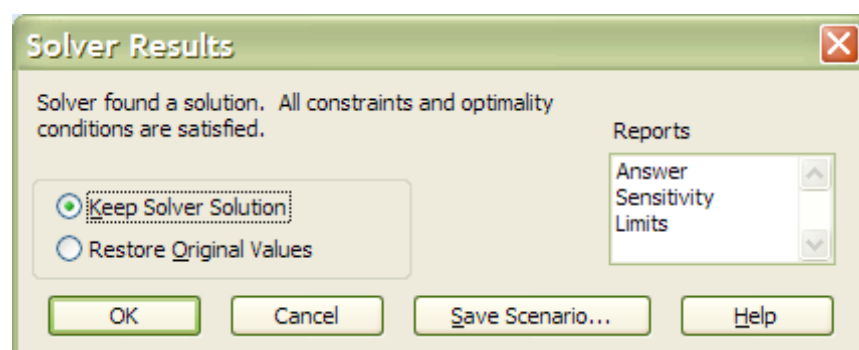 Solver Results
Solver found a solution.  All constraints and optimality
conditions are satisfied.
Reports
Answer
Sensitivity
Limits
Keep Solver Solution
Restore Original Values
OK
Cancel
Save Scenario...
Help